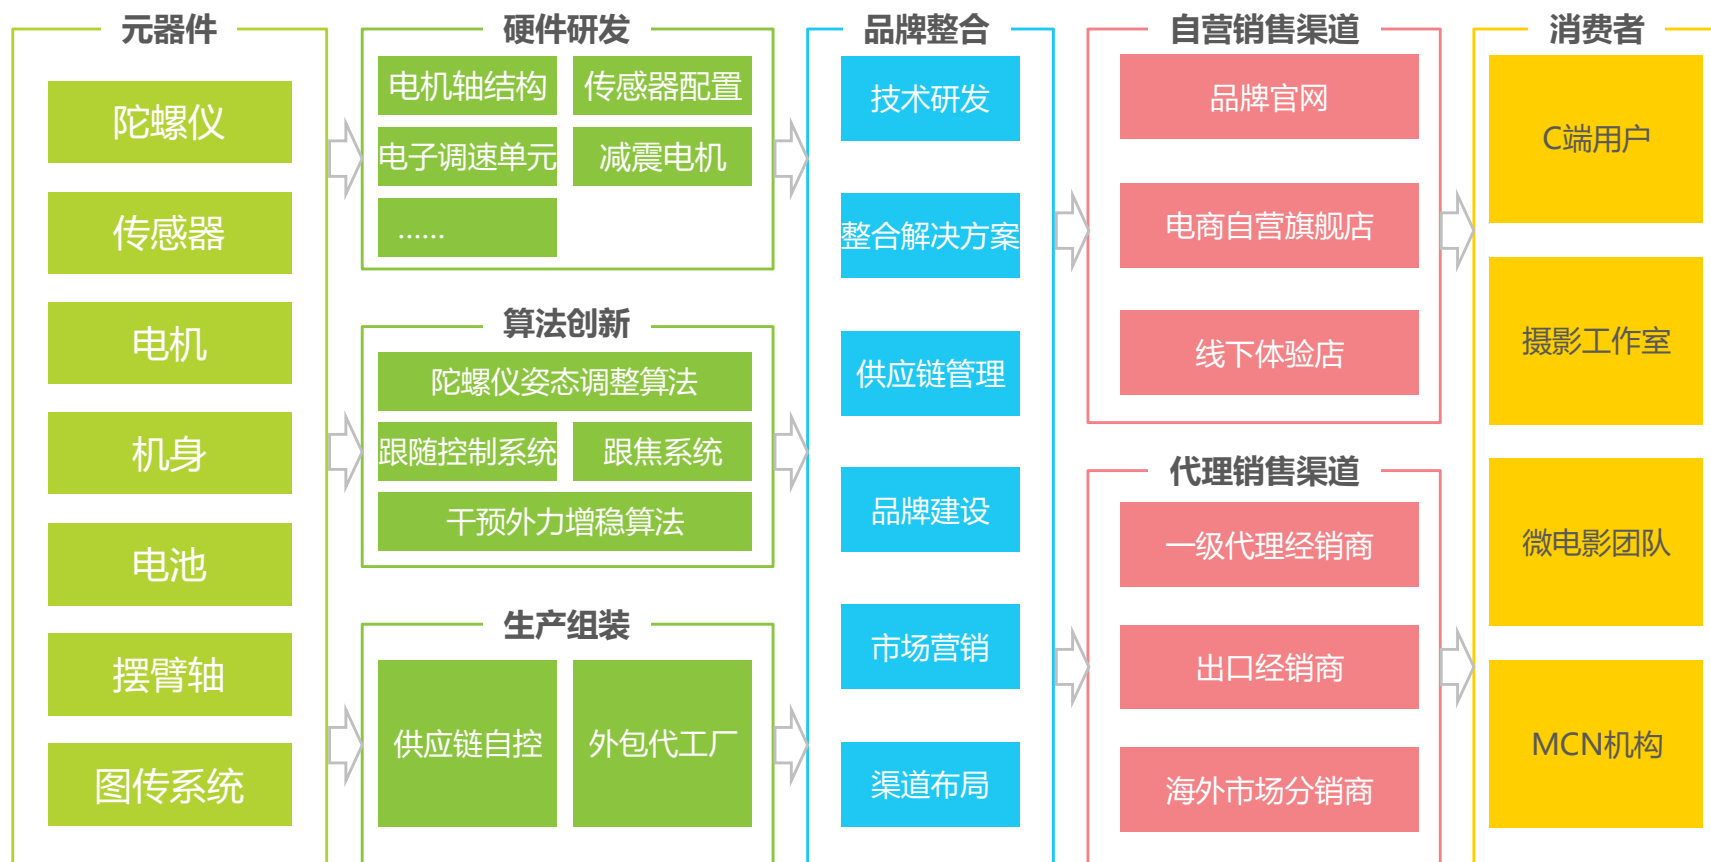 元器件
陀螺仪
传感器
电机
机身
电池
摆臂轴
图传系统
硬件研发
电机轴结构
传感器配置
电子调速单元
减震电机
......
算法创新
陀螺仪姿态调整算法
跟随控制系统
跟焦系统
干预外力增稳算法
生产组装
供应链自控
外包代工厂
品牌整合
技术研发
整合解决方案
供应链管理
品牌建设
市场营销
渠道布局
自营销售渠道
品牌官网
电商自营旗舰店
线下体验店
代理销售渠道
一级代理经销商
出口经销商
海外市场分销商
消费者
C端用户
摄影工作室
微电影团队
MCN机构